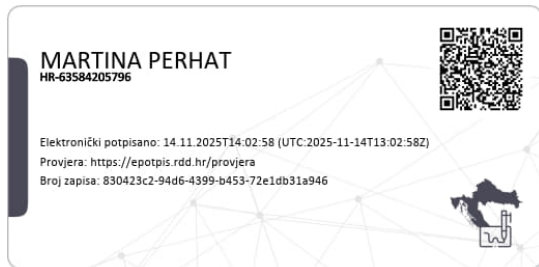 MARTINA PERHAT
HR-63584205796
Elektronički potpisano: 14.11.2025T14:02:58 (UTC:2025-11-14T13:02:58Z)
Provjera: https://epotpis.rdd.hr/provjera
Broj zapisa: 830423c2-94d6-4399-b453-72e1db31a946